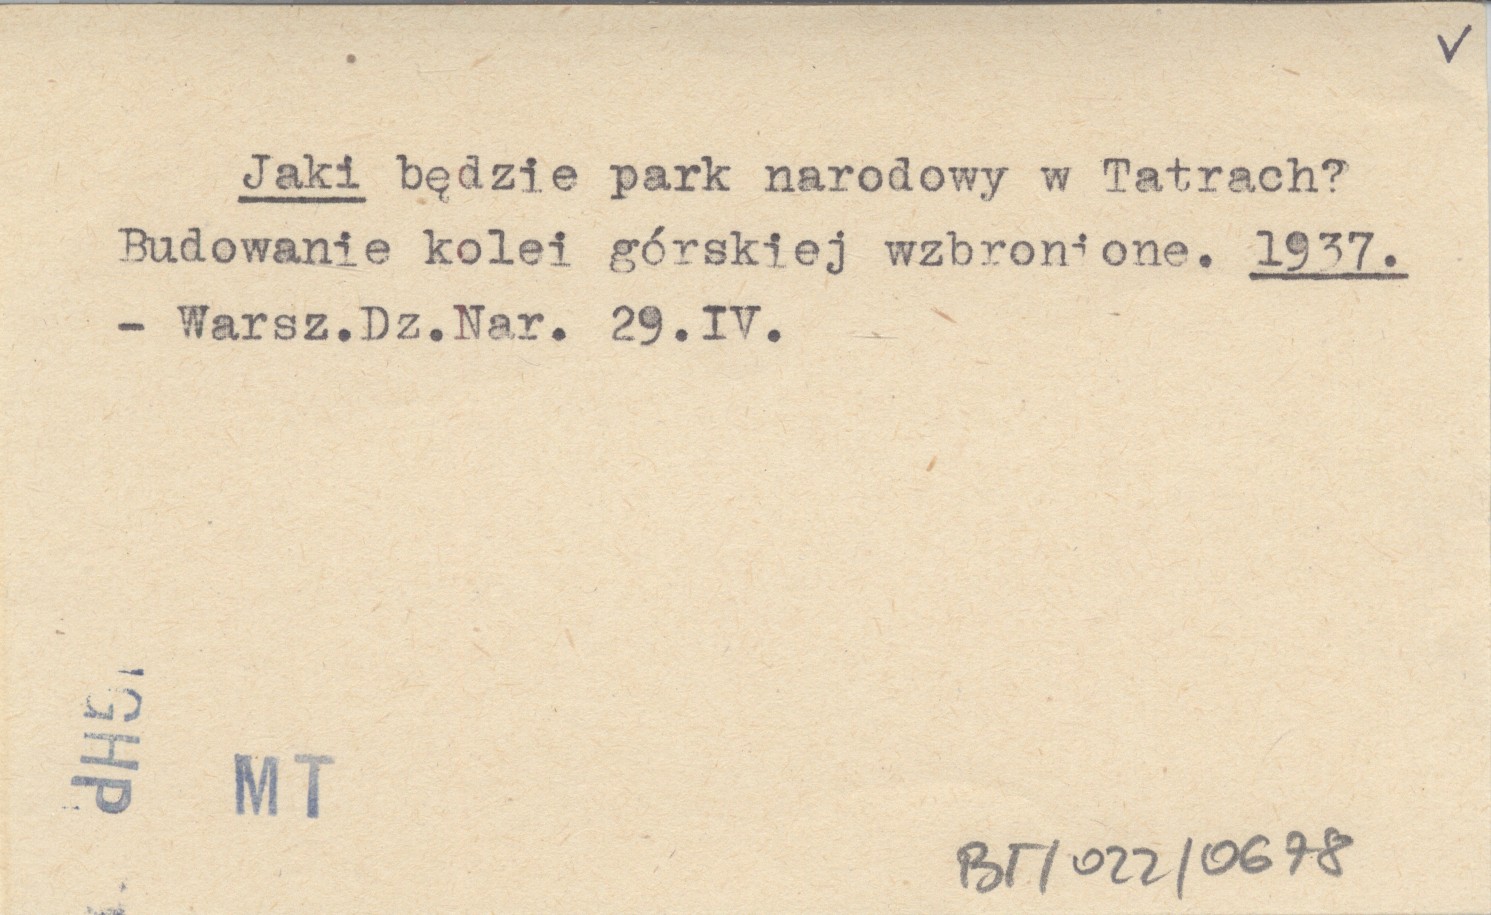 ✓
Jaki będzie park narodowy w Tatrach?
Budowanie kolei górskiej wzbronione. 1937.
- Warsz.Dz.Nar. 29.IV.
MT
BT/022/0678